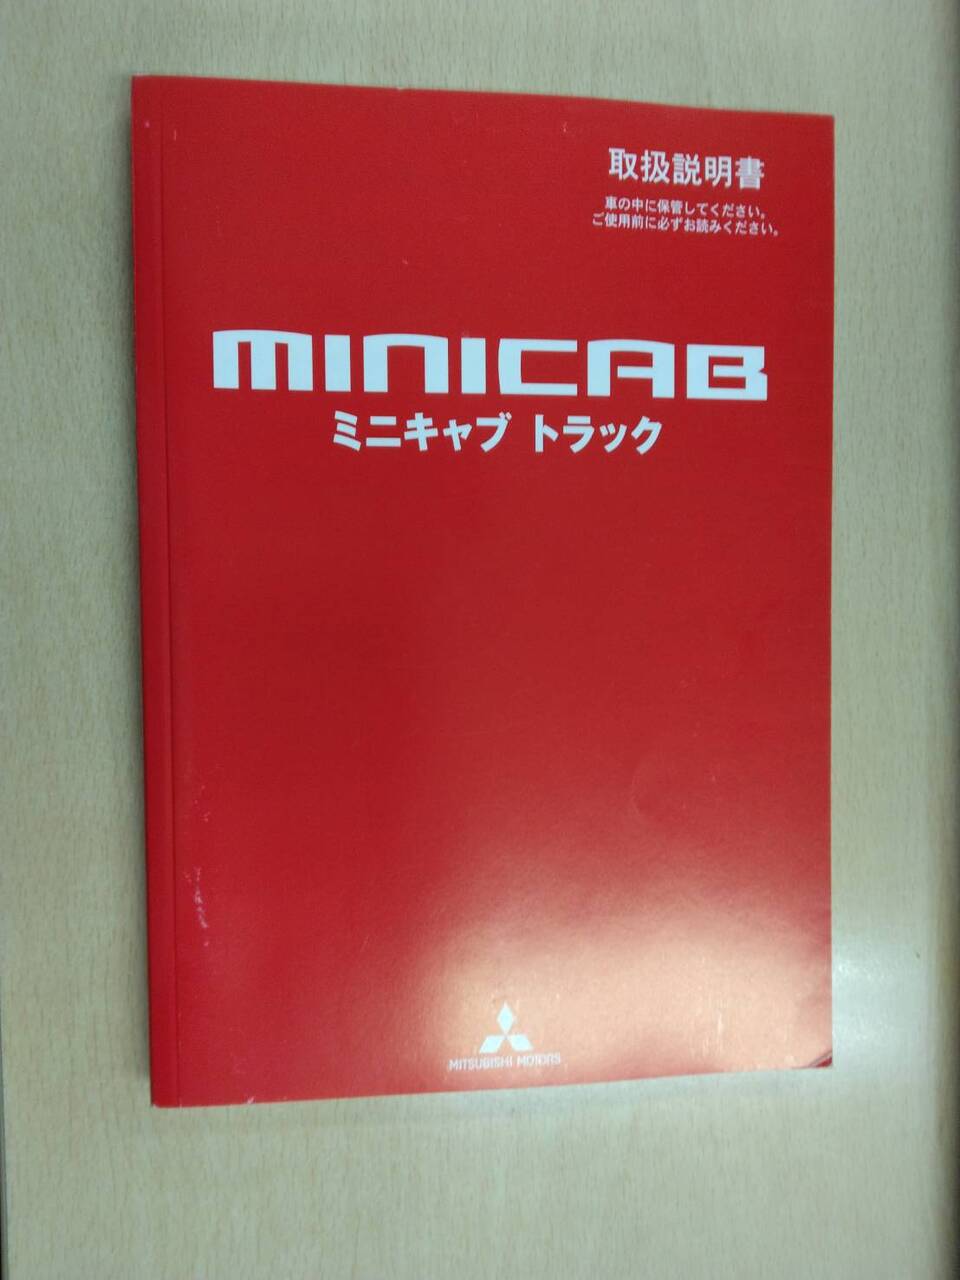 取扱説明書
車の中に保管してください。
ご使用前に必ずお読みください。
MINICAB
ミニキャブ トラック
MITSUBISHI MOTORS